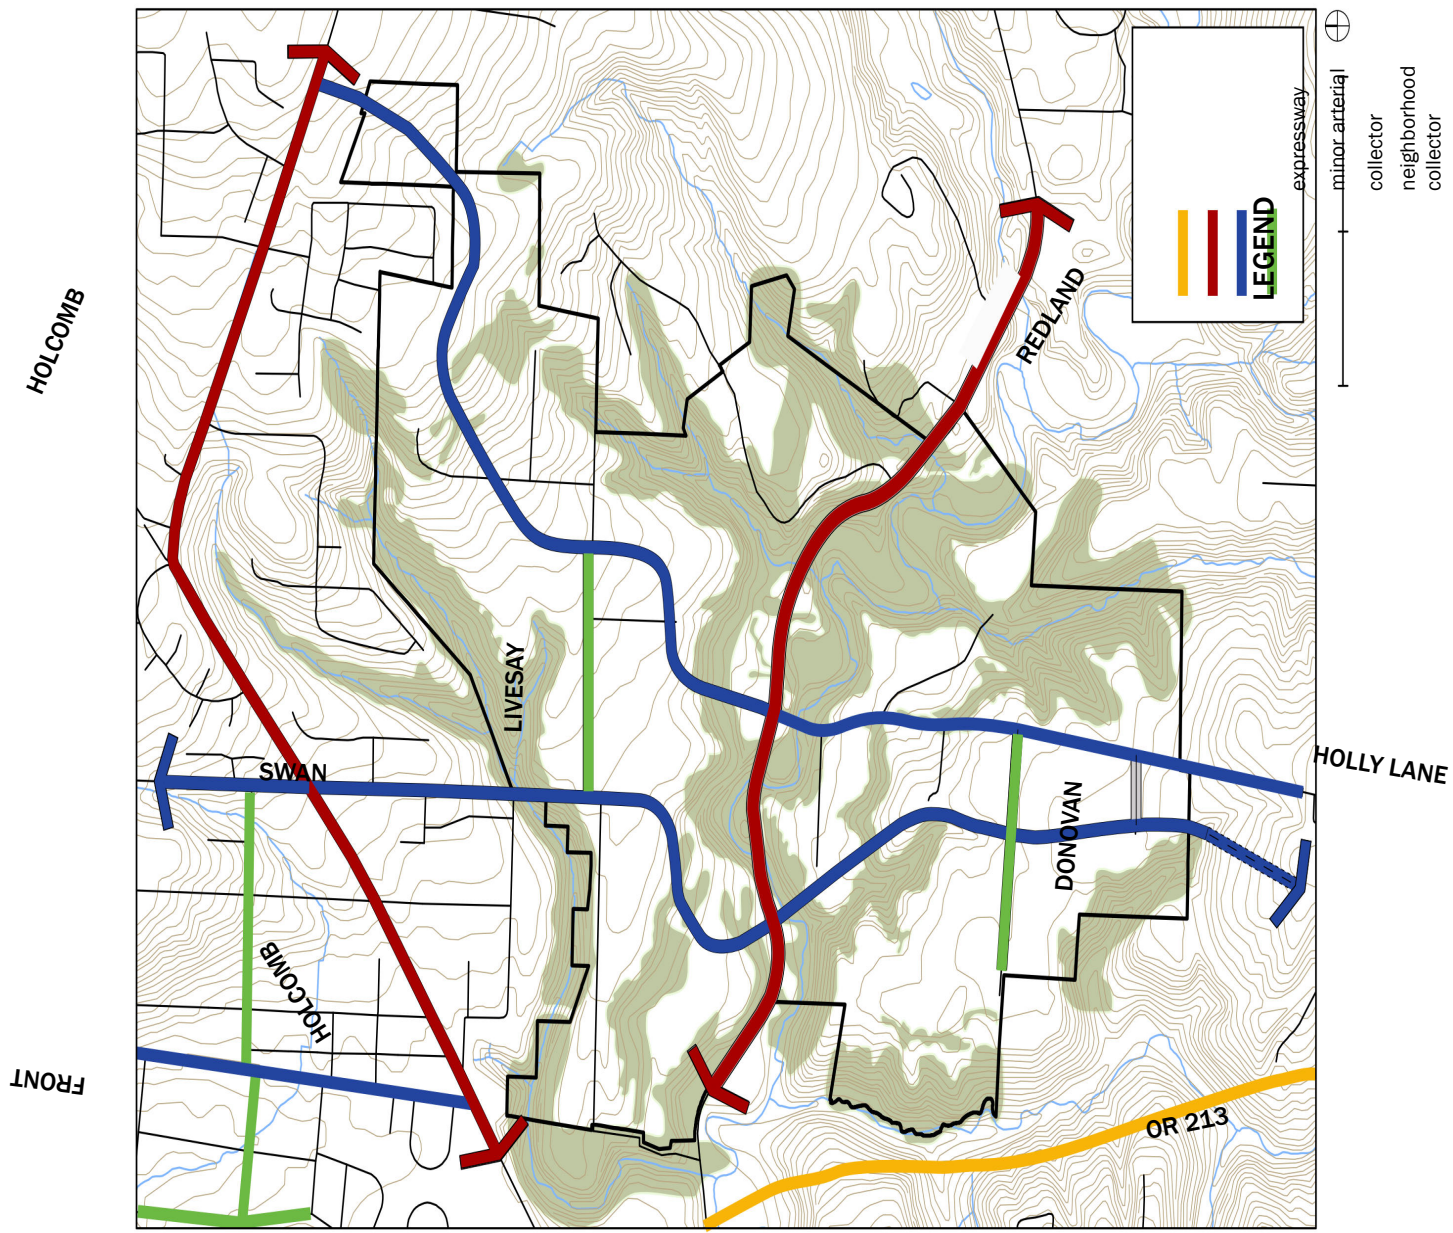 expressway
minor arterial
collector
neighborhood
collector
LEGEND
HOLCOMB
REDLAND
LIVESAY
SWAN
HOLLY LANE
DONOVAN
HOLCOMB
FRONT
OR 213